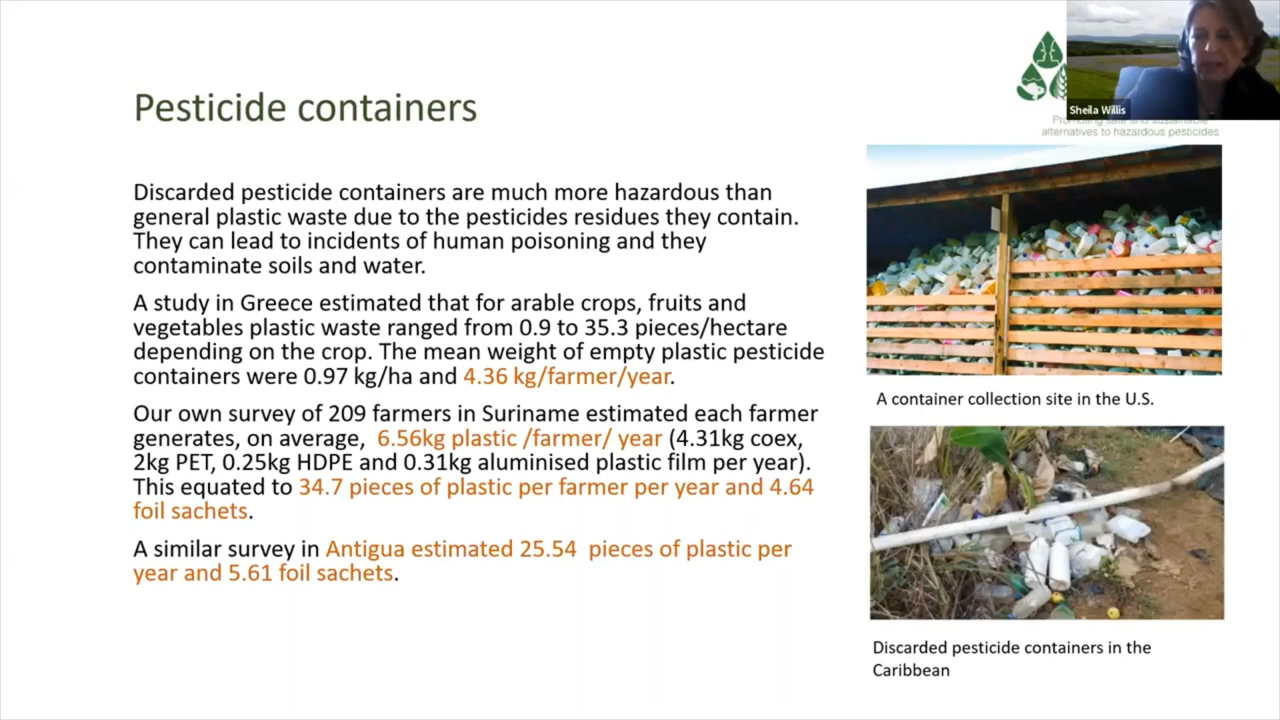 Pesticide containers
Sheila Willis
Promoting safe and sustainable
alternatives to hazardous pesticides
Discarded pesticide containers are much more hazardous than
general plastic waste due to the pesticides residues they contain.
They can lead to incidents of human poisoning and they
contaminate soils and water.
A study in Greece estimated that for arable crops, fruits and
vegetables plastic waste ranged from 0.9 to 35.3 pieces/hectare
depending on the crop. The mean weight of empty plastic pesticide
containers were 0.97 kg/ha and 4.36 kg/farmer/year.
Our own survey of 209 farmers in Suriname estimated each farmer
generates, on average, 6.56kg plastic /farmer/ year (4.31kg coex,
2kg PET, 0.25kg HDPE and 0.31kg aluminised plastic film per year).
This equated to 34.7 pieces of plastic per farmer per year and 4.64
foil sachets.
A similar survey in Antigua estimated 25.54 pieces of plastic per
year and 5.61 foil sachets.
A container collection site in the U.S.
Discarded pesticide containers in the
Caribbean